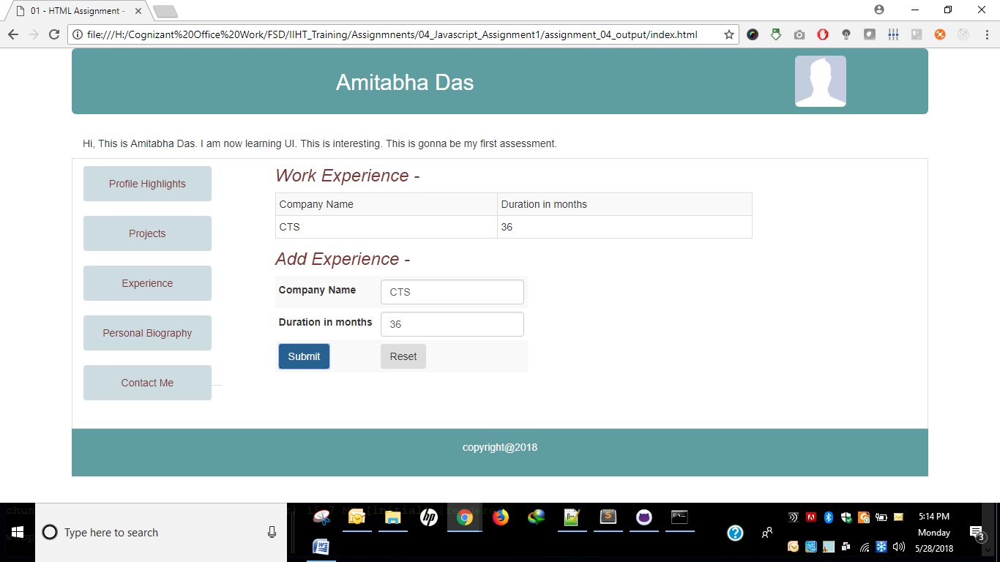 01 - HTML Assignment -
file:///H:/Cognizant%20Office%20Work/FSD/IIHT_Training/Assignmnents/04_Javascript_Assignment1/assignment_04_output/index.html
Amitabha Das
Hi, This is Amitabha Das. I am now learning UI. This is interesting. This is gonna be my first assessment.
Profile Highlights
Projects
Experience
Personal Biography
Contact Me
Work Experience -
Company Name Duration in months
CTS 36
Add Experience -
Company Name CTS
Duration in months 36
Submit Reset
copyright@2018
Type here to search
5:14 PM
Monday
5/28/2018
3